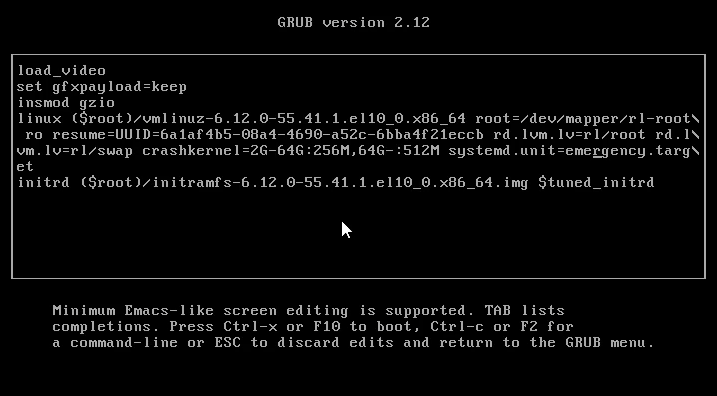 GRUB version 2.12
load_video
set gfxpayload=keep
insmod gzio
linux ($root)/vmlinuz-6.12.0-55.41.1.el10_0.x86_64 root=/dev/mapper/rl-root\
 ro resume=UUID=6a1af4b5-08a4-4690-a52c-6bba4f21eccb rd.lvm.lv=rl/root rd.l\
vm.lv=rl/swap crashkernel=2G-64G:256M,64G-:512M systemd.unit=emergency.targ\
et
initrd ($root)/initramfs-6.12.0-55.41.1.el10_0.x86_64.img $tuned_initrd
Minimum Emacs-like screen editing is supported. TAB lists
completions. Press Ctrl-x or F10 to boot, Ctrl-c or F2 for
a command-line or ESC to discard edits and return to the GRUB menu.